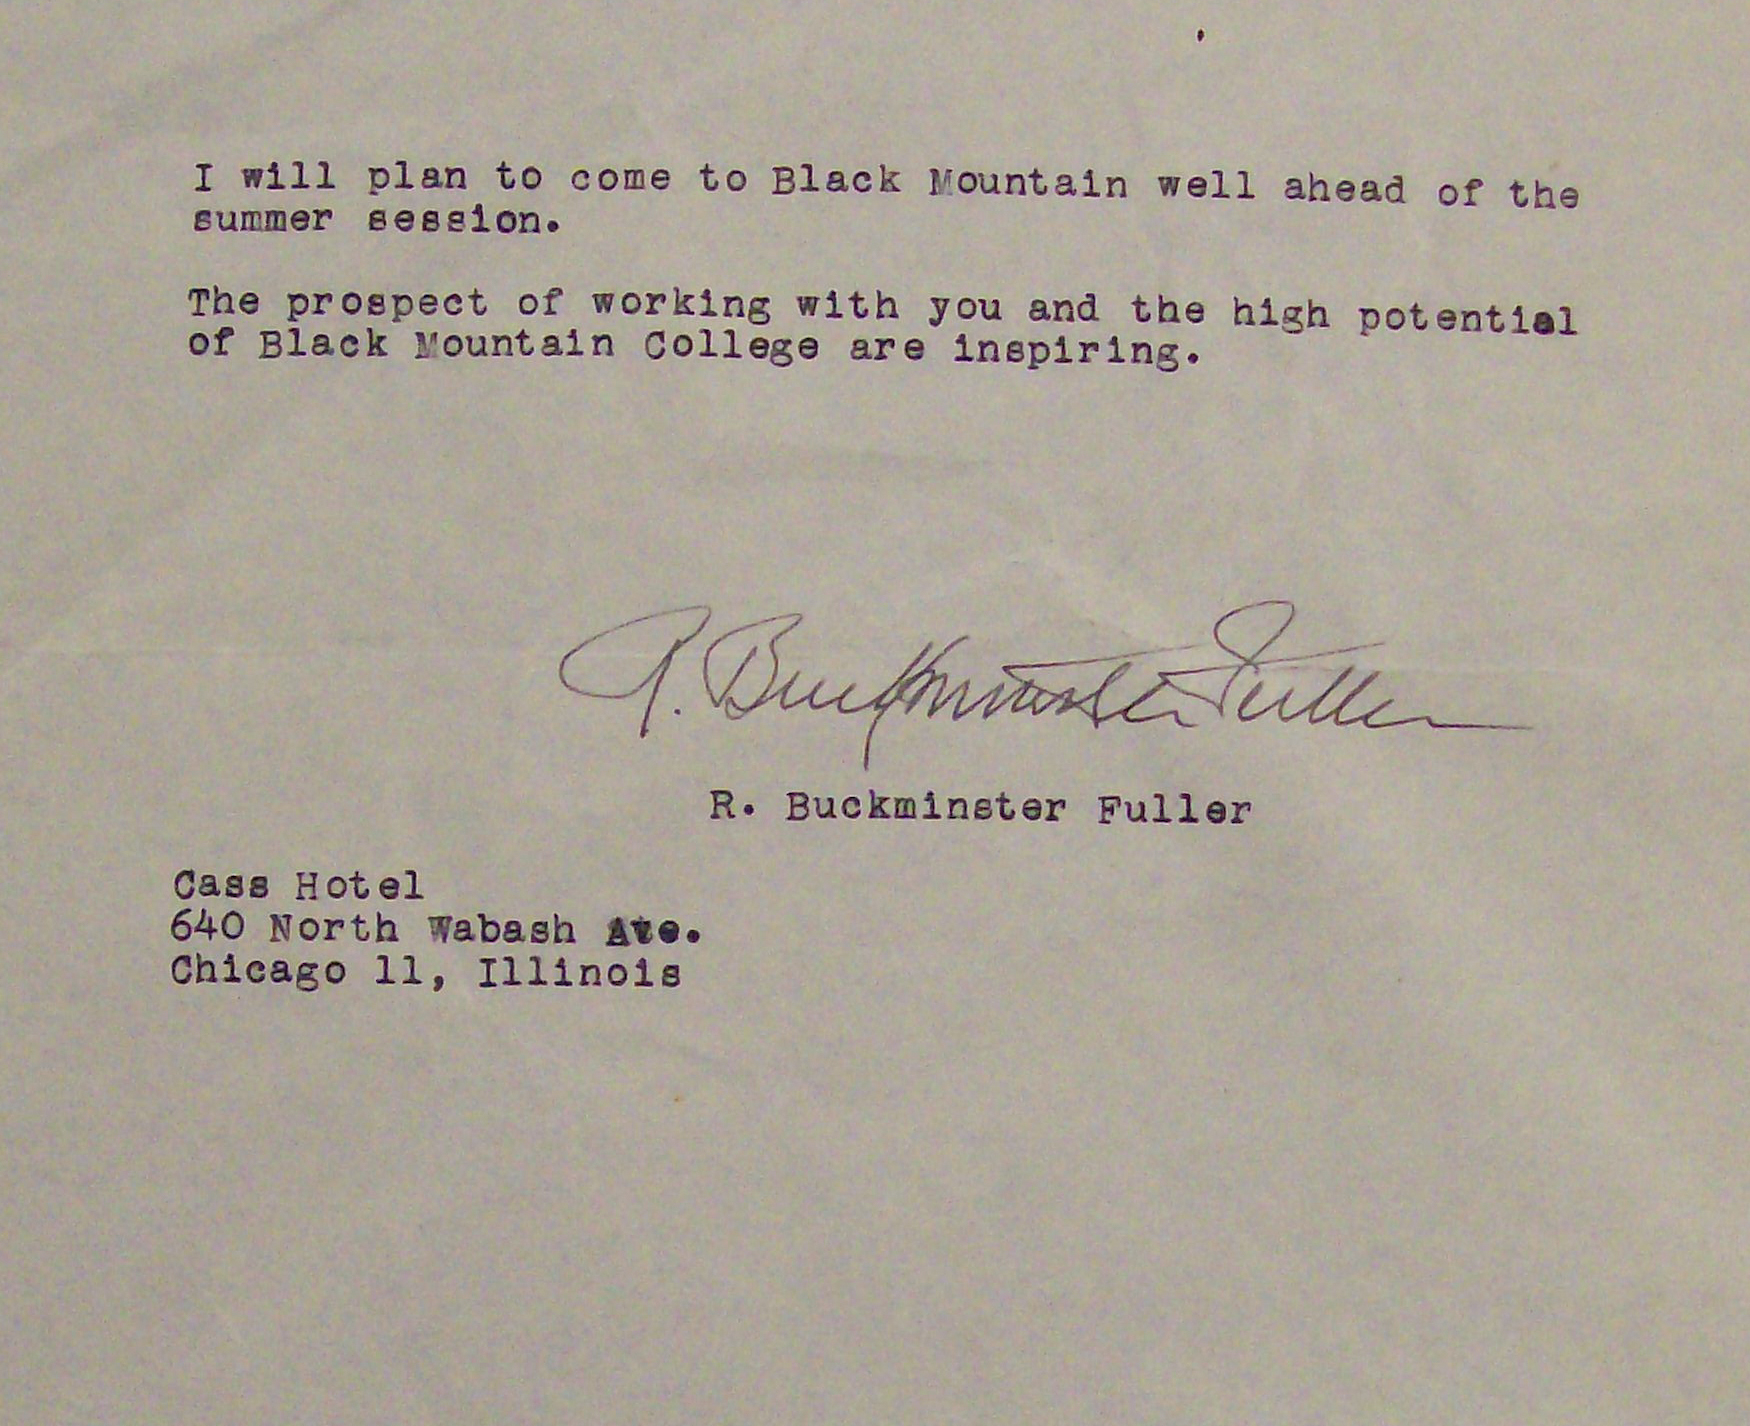 I will plan to come to Black Mountain well ahead of the
summer session.
The prospect of working with you and the high potential
of Black Mountain College are inspiring.
R. Buckminster Fuller
R. Buckminster Fuller
Cass Hotel
640 North Wabash Ave.
Chicago 11, Illinois